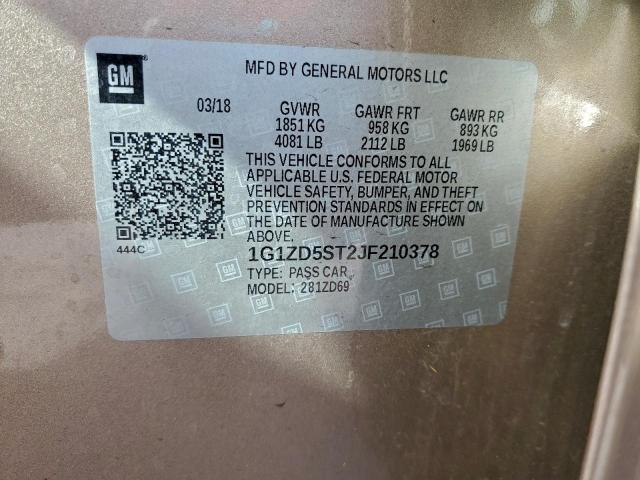 GM
MFD BY GENERAL MOTORS LLC
03/18 GVWR GAWR FRT GAWR RR
1851 KG 958 KG 893 KG
4081 LB 2112 LB 1969 LB
THIS VEHICLE CONFORMS TO ALL
APPLICABLE U.S. FEDERAL MOTOR
VEHICLE SAFETY, BUMPER, AND THEFT
PREVENTION STANDARDS IN EFFECT ON
THE DATE OF MANUFACTURE SHOWN
ABOVE.
444C
1G1ZD5ST2JF210378
TYPE: PASS CAR
MODEL: 281ZD69